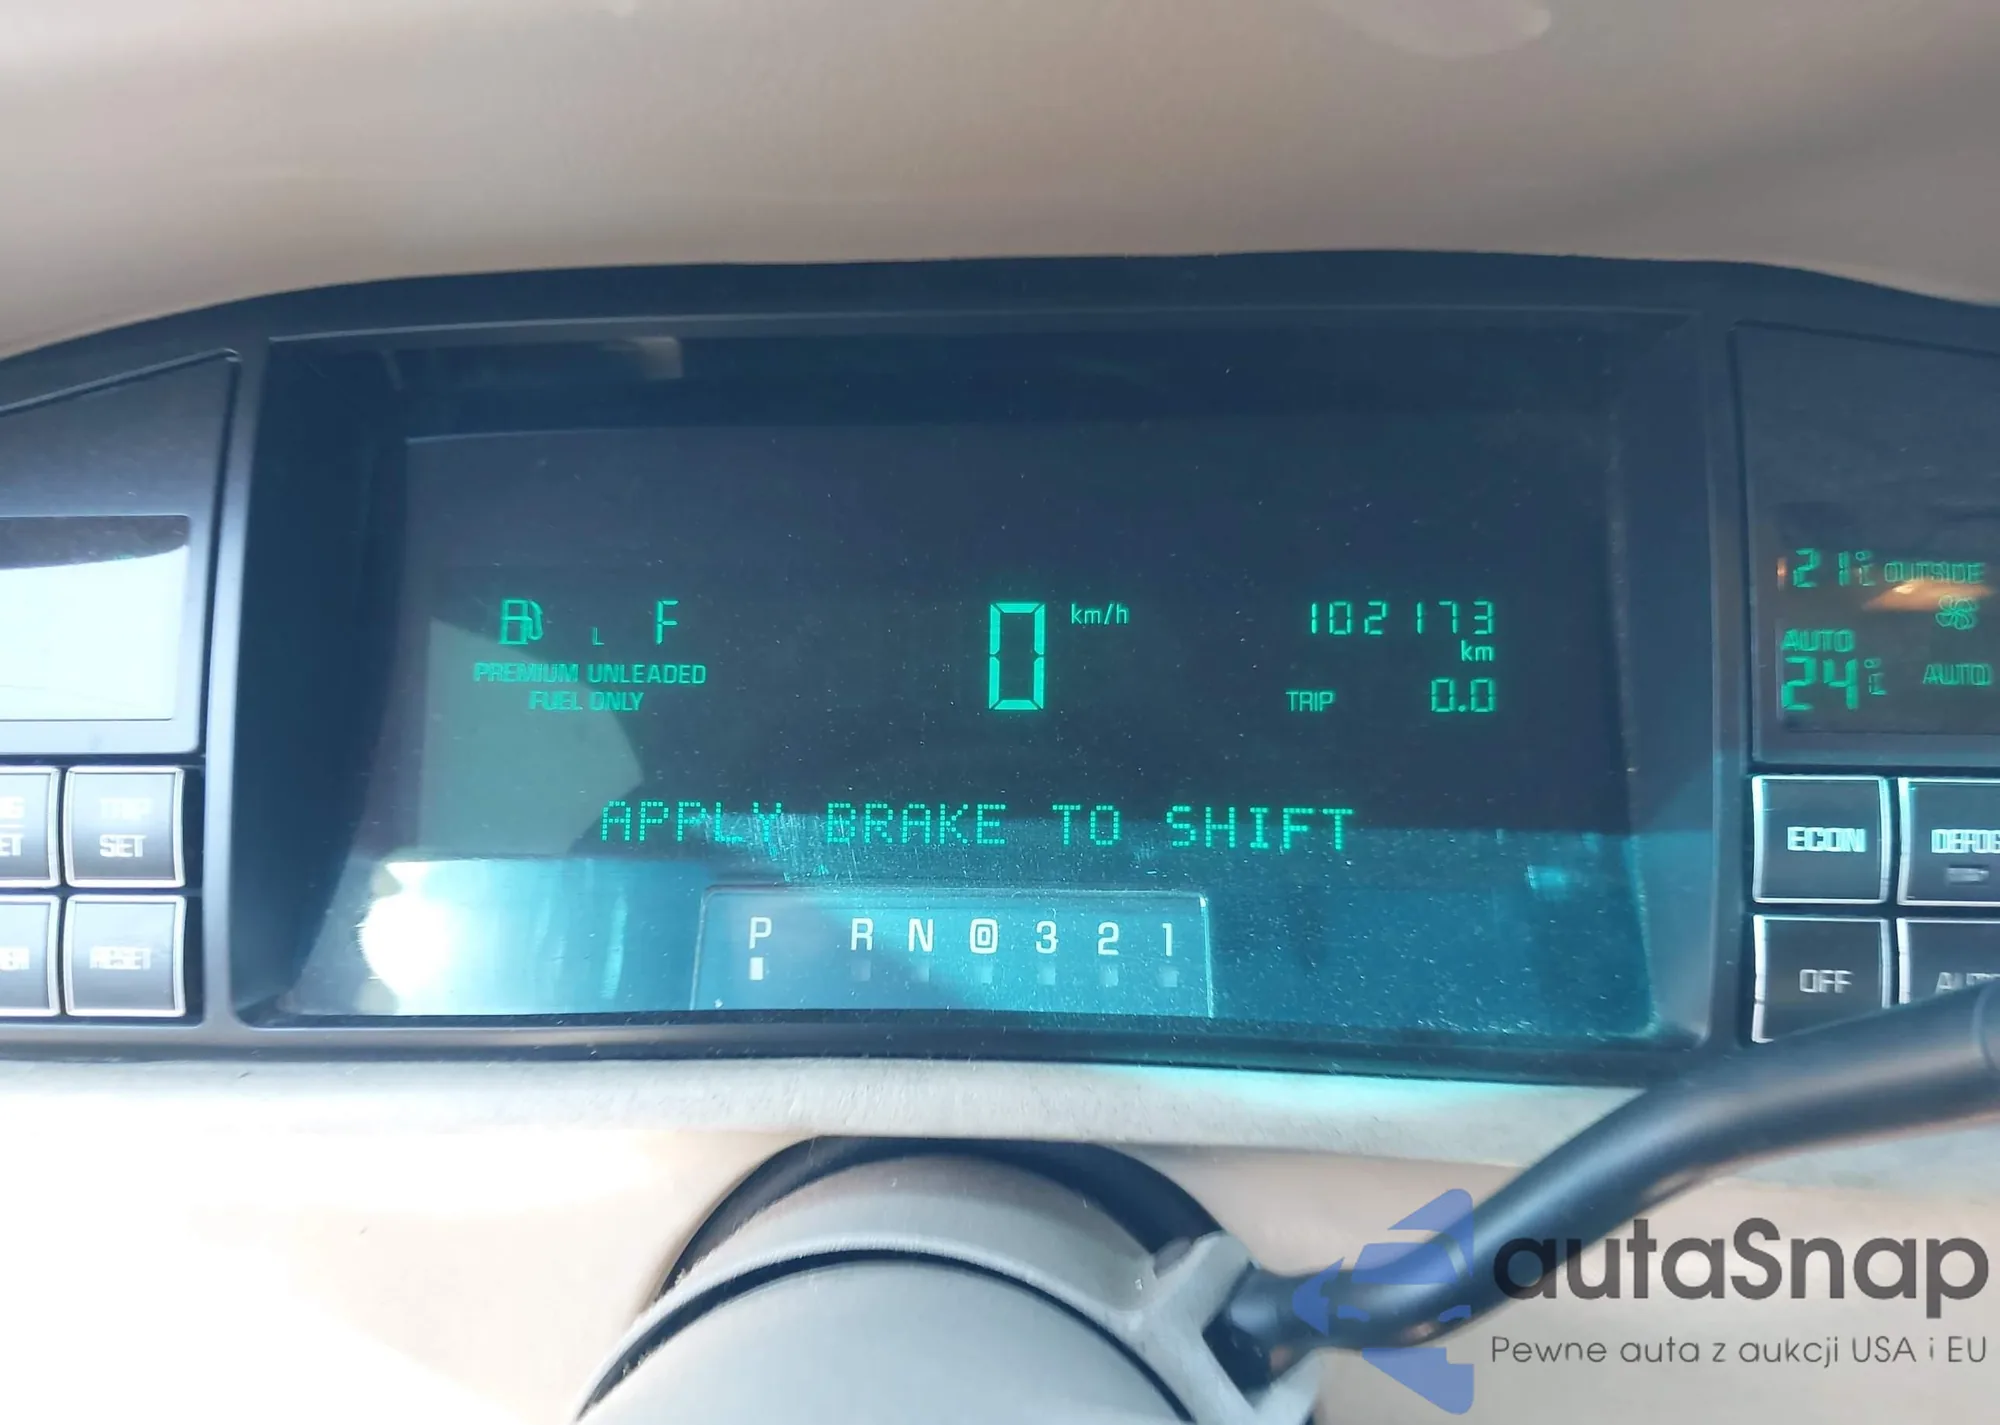 L F
PREMIUM UNLEADED
FUEL ONLY
0 km/h
102173
km
TRIP 0.0
APPLY BRAKE TO SHIFT
P R N D 3 2 1
SET
RESET
21°C OUTSIDE
AUTO
24°C AUTO
ECON
OFF
autaSnap
Pewne auta z aukcji USA i EU